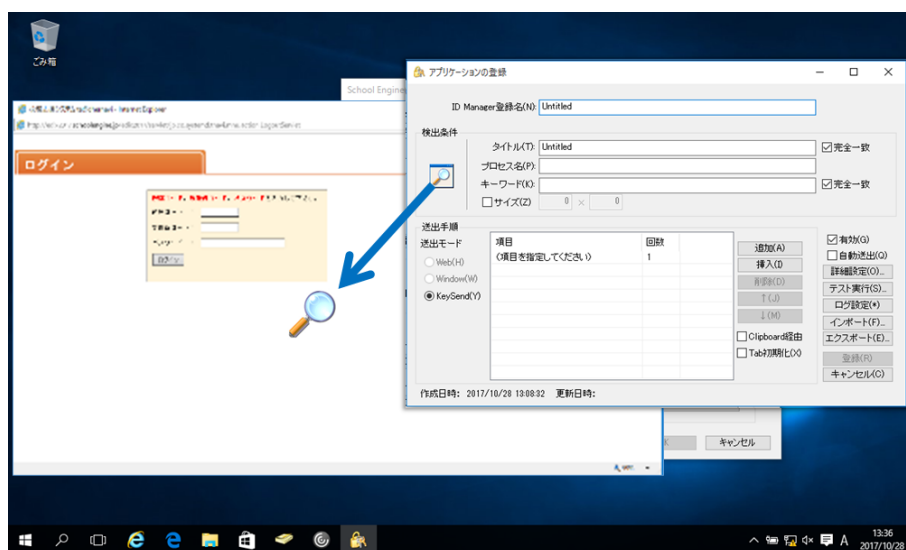 ごみ箱
School Engine
ログイン
アプリケーションの登録
ID Manager登録名(N): Untitled
検出条件
タイトル(T): Untitled
完全一致
プロセス名(P):
キーワード(K):
完全一致
サイズ(Z) 0 × 0
送出手順
送出モード
Web(H)
Window(W)
KeySend(Y)
項目 回数
(項目を指定してください) 1
追加(A)
挿入(I)
削除(D)
↑(J)
↓(M)
Clipboard経由
Tab初期化(X)
有効(G)
自動送出(Q)
詳細設定(O)...
テスト実行(S)...
ログ設定(*)
インポート(F)...
エクスポート(E)...
登録(R)
キャンセル(C)
作成日時: 2017/10/28 13:08:32 更新日時:
キャンセル
A
13:36
2017/10/28